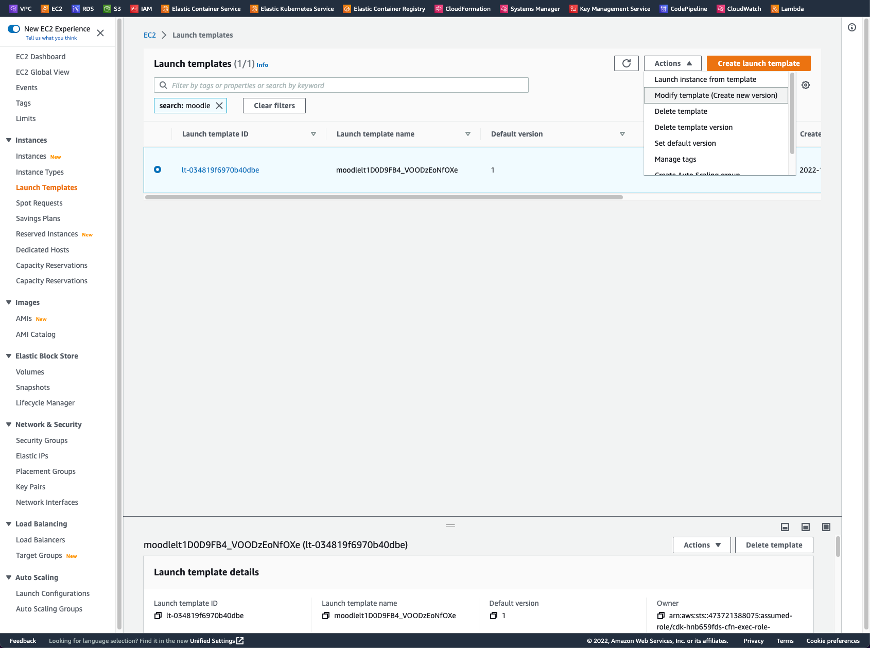 VPC EC2 RDS S3 IAM Elastic Container Service Elastic Kubernetes Service Elastic Container Registry CloudFormation Systems Manager Key Management Service CodePipeline CloudWatch Lambda
New EC2 Experience
Tell us what you think
EC2 Dashboard
EC2 Global View
Events
Tags
Limits
Instances
Instances New
Instance Types
Launch Templates
Spot Requests
Savings Plans
Reserved Instances New
Dedicated Hosts
Capacity Reservations
Capacity Reservations
Images
AMIs New
AMI Catalog
Elastic Block Store
Volumes
Snapshots
Lifecycle Manager
Network & Security
Security Groups
Elastic IPs
Placement Groups
Key Pairs
Network Interfaces
Load Balancing
Load Balancers
Target Groups New
Auto Scaling
Launch Configurations
Auto Scaling Groups
EC2 Launch templates
Launch templates (1/1) Info
Actions
Create launch template
Filter by tags or properties or search by keyword
search: moodle
Clear filters
Launch instance from template
Modify template (Create new version)
Delete template
Delete template version
Set default version
Manage tags
Create Auto Scaling group
Launch template ID Launch template name Default version Create
lt-034819f6970b40dbe moodlelt1D0D9FB4_VOODzEoNfOXe 1 2022-1
moodlelt1D0D9FB4_VOODzEoNfOXe (lt-034819f6970b40dbe)
Actions
Delete template
Launch template details
Launch template ID Launch template name Default version Owner
lt-034819f6970b40dbe moodlelt1D0D9FB4_VOODzEoNfOXe 1 arn:aws:sts::473721388075:assumed-
role/cdk-hnb659fds-cfn-exec-role-
Feedback Looking for language selection? Find it in the new Unified Settings © 2022, Amazon Web Services, Inc. or its affiliates. Privacy Terms Cookie preferences